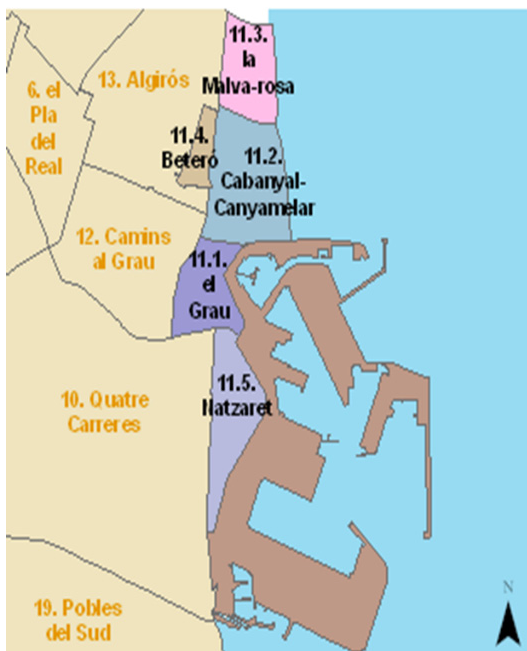 11.3.
la
Malva-rosa
13. Algirós
6. el
Pla
del
Real
11.4.
Beteró
11.2.
Cabanyal-
Canyamelar
12. Camins
al Grau
11.1.
el
Grau
11.5.
Natzaret
10. Quatre
Carreres
19. Pobles
del Sud
N